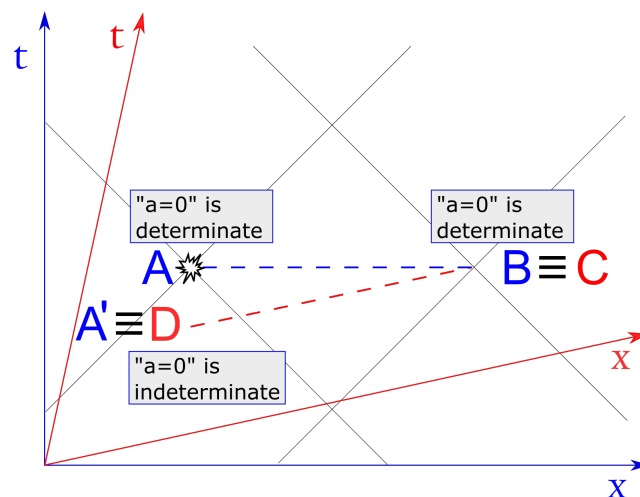 t
t
"a=0" is
determinate
"a=0" is
determinate
A
B≡C
A'≡D
"a=0" is
indeterminate
x
x